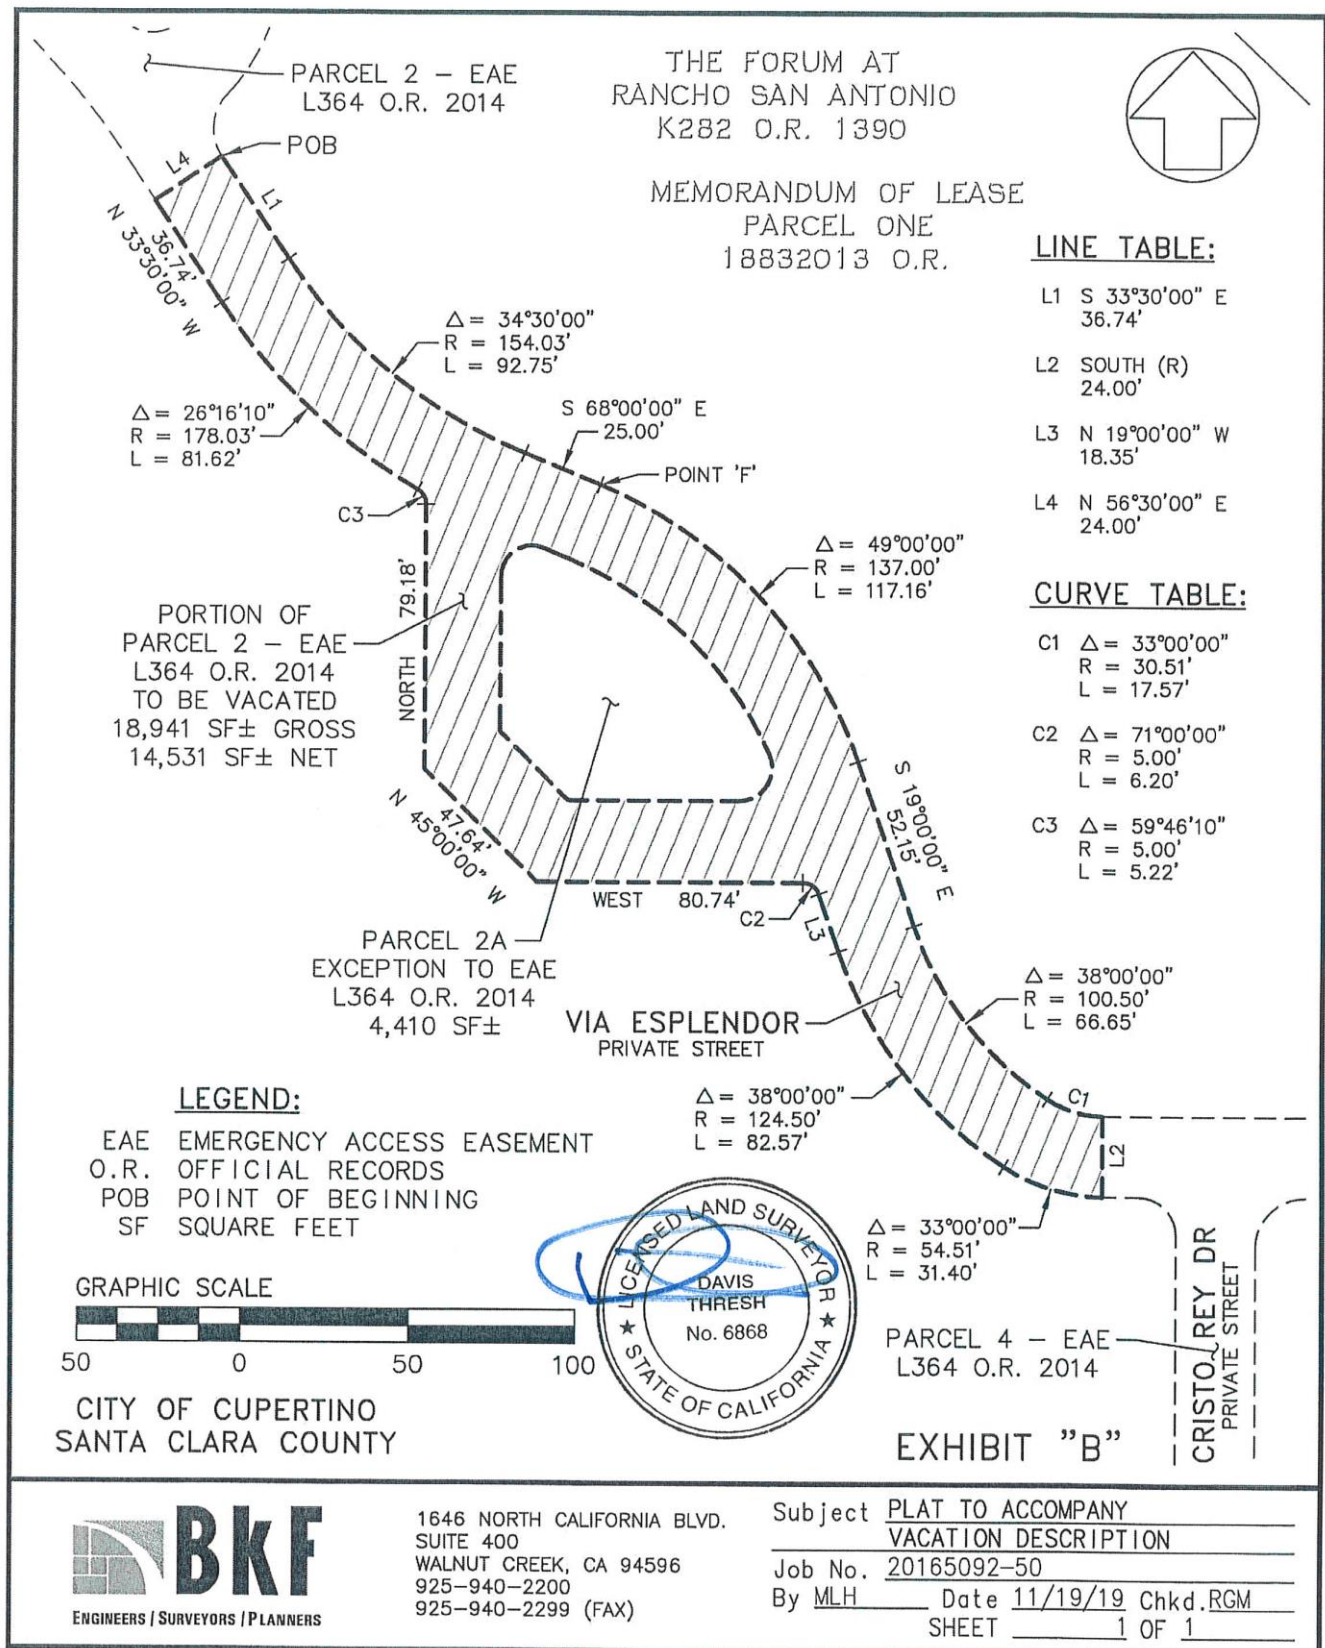 PARCEL 2 - EAE
L364 O.R. 2014
THE FORUM AT
RANCHO SAN ANTONIO
K282 O.R. 1390
POB
L4
L1
MEMORANDUM OF LEASE
PARCEL ONE
18832013 O.R.
36.74'
N 33°30'00" W
LINE TABLE:
L1 S 33°30'00" E
36.74'
L2 SOUTH (R)
24.00'
L3 N 19°00'00" W
18.35'
L4 N 56°30'00" E
24.00'
Δ = 34°30'00"
R = 154.03'
L = 92.75'
Δ = 26°16'10"
R = 178.03'
L = 81.62'
S 68°00'00" E
25.00'
POINT 'F'
C3
Δ = 49°00'00"
R = 137.00'
L = 117.16'
CURVE TABLE:
C1 Δ = 33°00'00"
R = 30.51'
L = 17.57'
C2 Δ = 71°00'00"
R = 5.00'
L = 6.20'
C3 Δ = 59°46'10"
R = 5.00'
L = 5.22'
NORTH 79.18'
PORTION OF
PARCEL 2 - EAE
L364 O.R. 2014
TO BE VACATED
18,941 SF± GROSS
14,531 SF± NET
S 19°00'00" E
52.15'
47.64'
N 45°00'00" W
WEST 80.74'
C2
L3
PARCEL 2A
EXCEPTION TO EAE
L364 O.R. 2014
4,410 SF±
VIA ESPLENDOR
PRIVATE STREET
Δ = 38°00'00"
R = 100.50'
L = 66.65'
Δ = 38°00'00"
R = 124.50'
L = 82.57'
C1
L2
Δ = 33°00'00"
R = 54.51'
L = 31.40'
LEGEND:
EAE EMERGENCY ACCESS EASEMENT
O.R. OFFICIAL RECORDS
POB POINT OF BEGINNING
SF SQUARE FEET
GRAPHIC SCALE
50 0 50 100
CITY OF CUPERTINO
SANTA CLARA COUNTY
LICENSED LAND SURVEYOR
DAVIS
THRESH
No. 6868
STATE OF CALIFORNIA
PARCEL 4 - EAE
L364 O.R. 2014
CRISTO REY DR
PRIVATE STREET
EXHIBIT "B"
BKF
ENGINEERS / SURVEYORS / PLANNERS
1646 NORTH CALIFORNIA BLVD.
SUITE 400
WALNUT CREEK, CA 94596
925-940-2200
925-940-2299 (FAX)
Subject PLAT TO ACCOMPANY
VACATION DESCRIPTION
Job No. 20165092-50
By MLH Date 11/19/19 Chkd. RGM
SHEET 1 OF 1